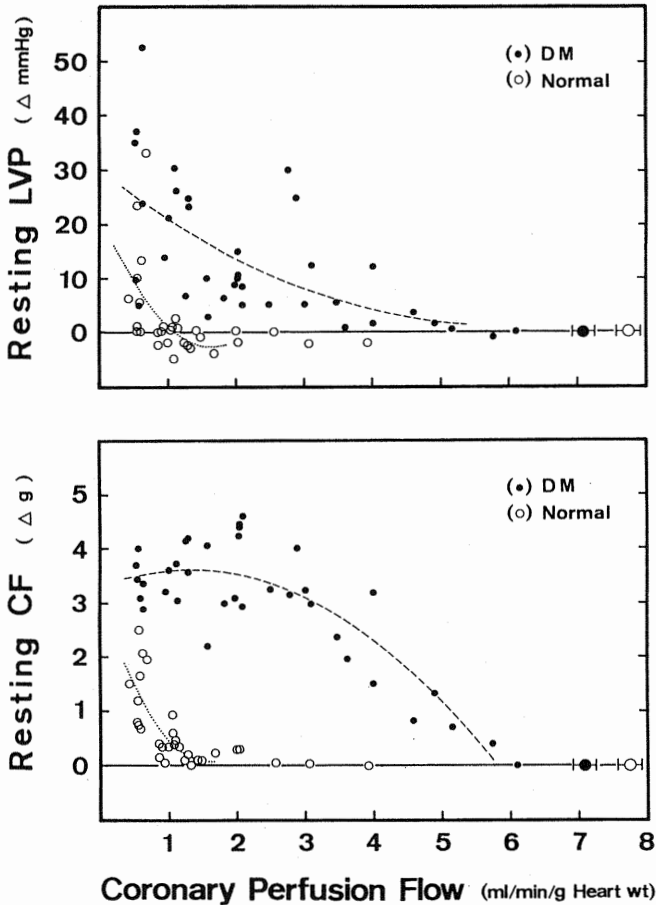 Resting LVP (△ mmHg)
50
40
30
20
10
0
(•) DM
(○) Normal
Resting CF (△ g)
5
4
3
2
1
0
(•) DM
(○) Normal
1 2 3 4 5 6 7 8
Coronary Perfusion Flow (ml/min/g Heart wt)